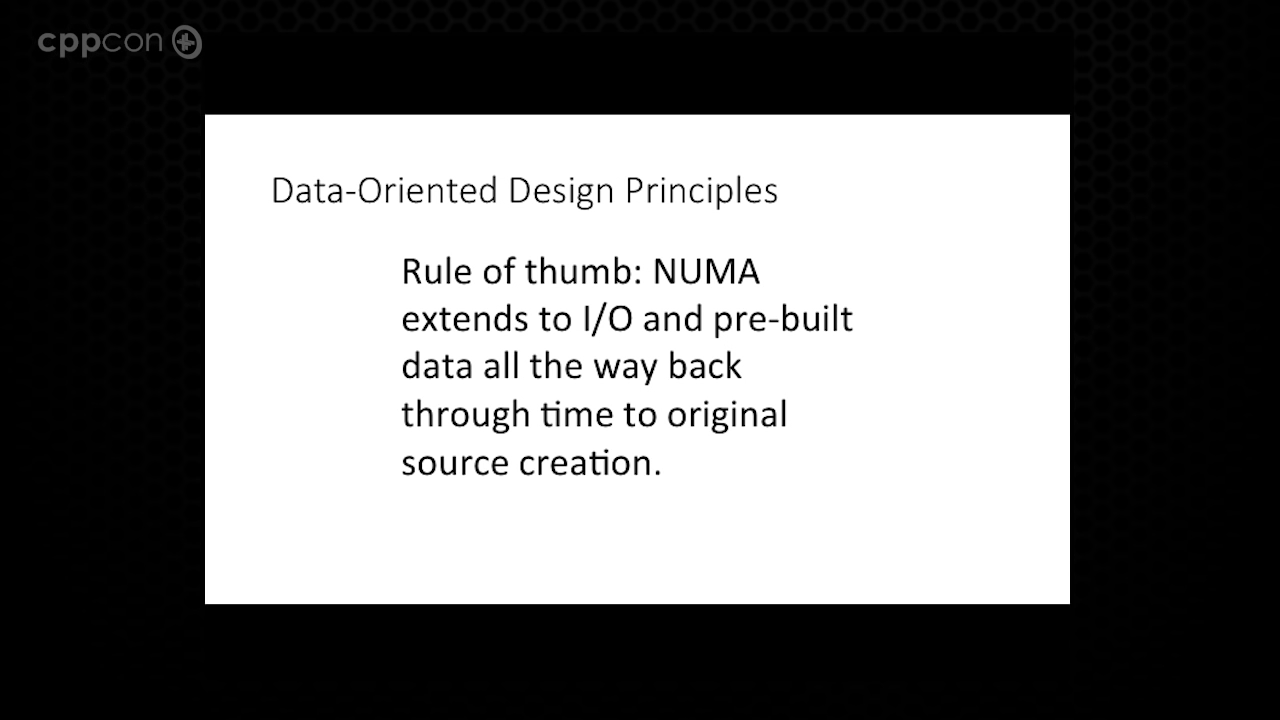 cppcon
Data-Oriented Design Principles
Rule of thumb: NUMA
extends to I/O and pre-built
data all the way back
through time to original
source creation.